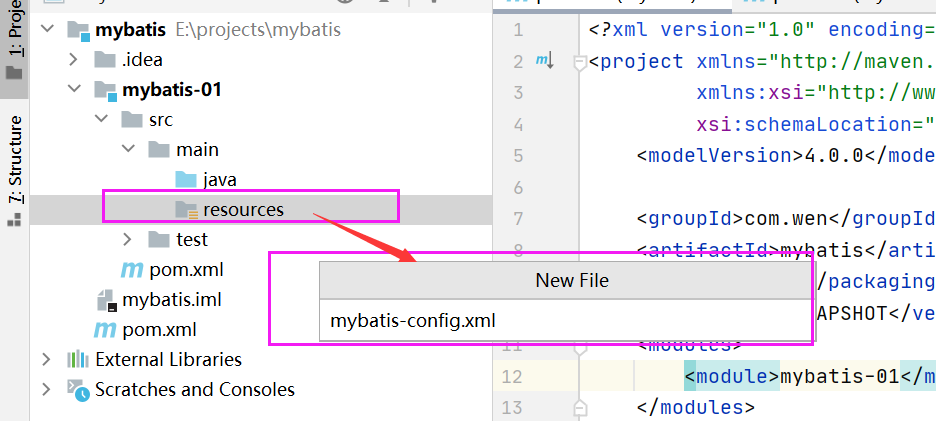 1: Project
7: Structure
mybatis E:\projects\mybatis
.idea
mybatis-01
src
main
java
resources
test
pom.xml
mybatis.iml
pom.xml
External Libraries
Scratches and Consoles
New File
mybatis-config.xml
1 <?xml version="1.0" encoding=
2 <project xmlns="http://maven.
3 xmlns:xsi="http://ww
4 xsi:schemaLocation="
5 <modelVersion>4.0.0</mode
6
7 <groupId>com.wen</groupId
8 <artifactId>mybatis</arti
/packaging
APSHOT</ve
11 <modules>
12 <module>mybatis-01</m
13 </modules>